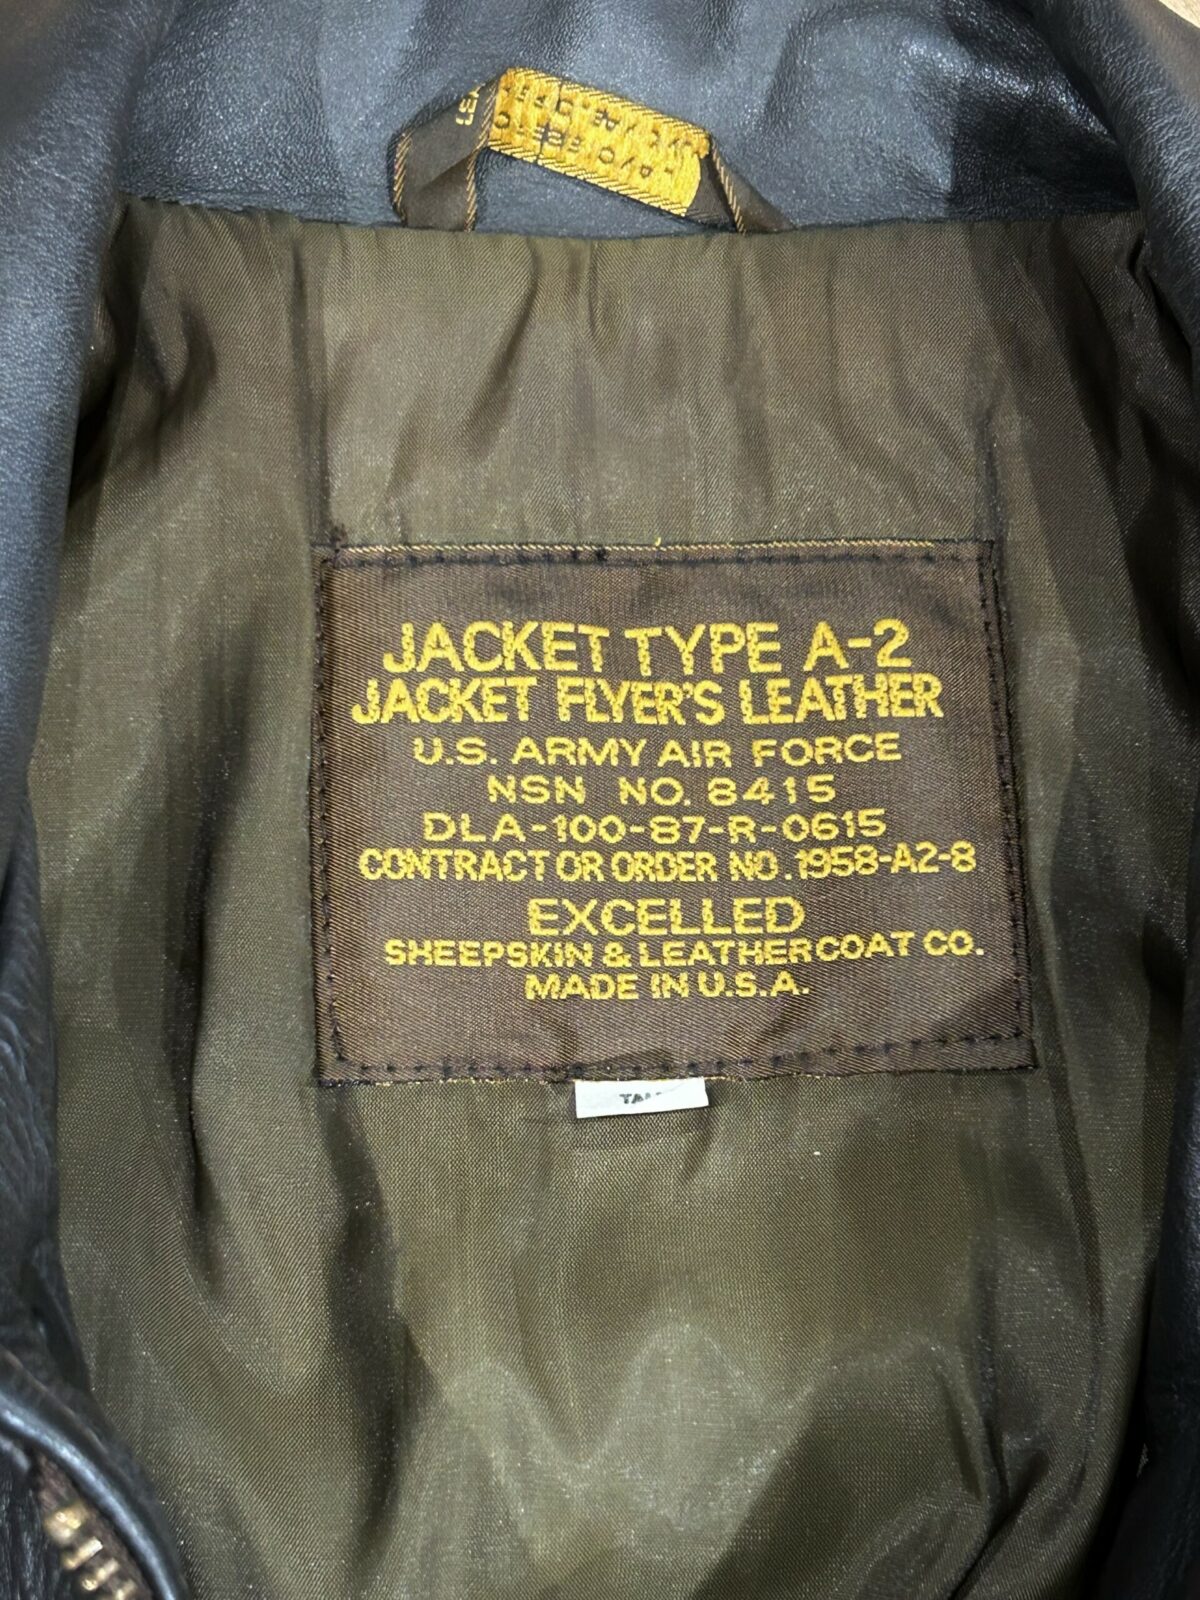 JACKET TYPE A-2
JACKET FLYER'S LEATHER
U.S. ARMY AIR FORCE
NSN NO. 8415
DLA-100-87-R-0615
CONTRACT OR ORDER NO. 1958-A2-8
EXCELLED
SHEEPSKIN & LEATHER COAT CO.
MADE IN U.S.A.